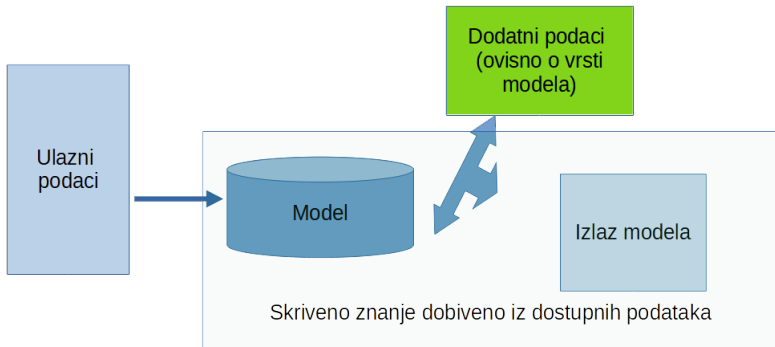 Dodatni podaci
(ovisno o vrsti
modela)
Ulazni
podaci
Model
Izlaz modela
Skriveno znanje dobiveno iz dostupnih podataka